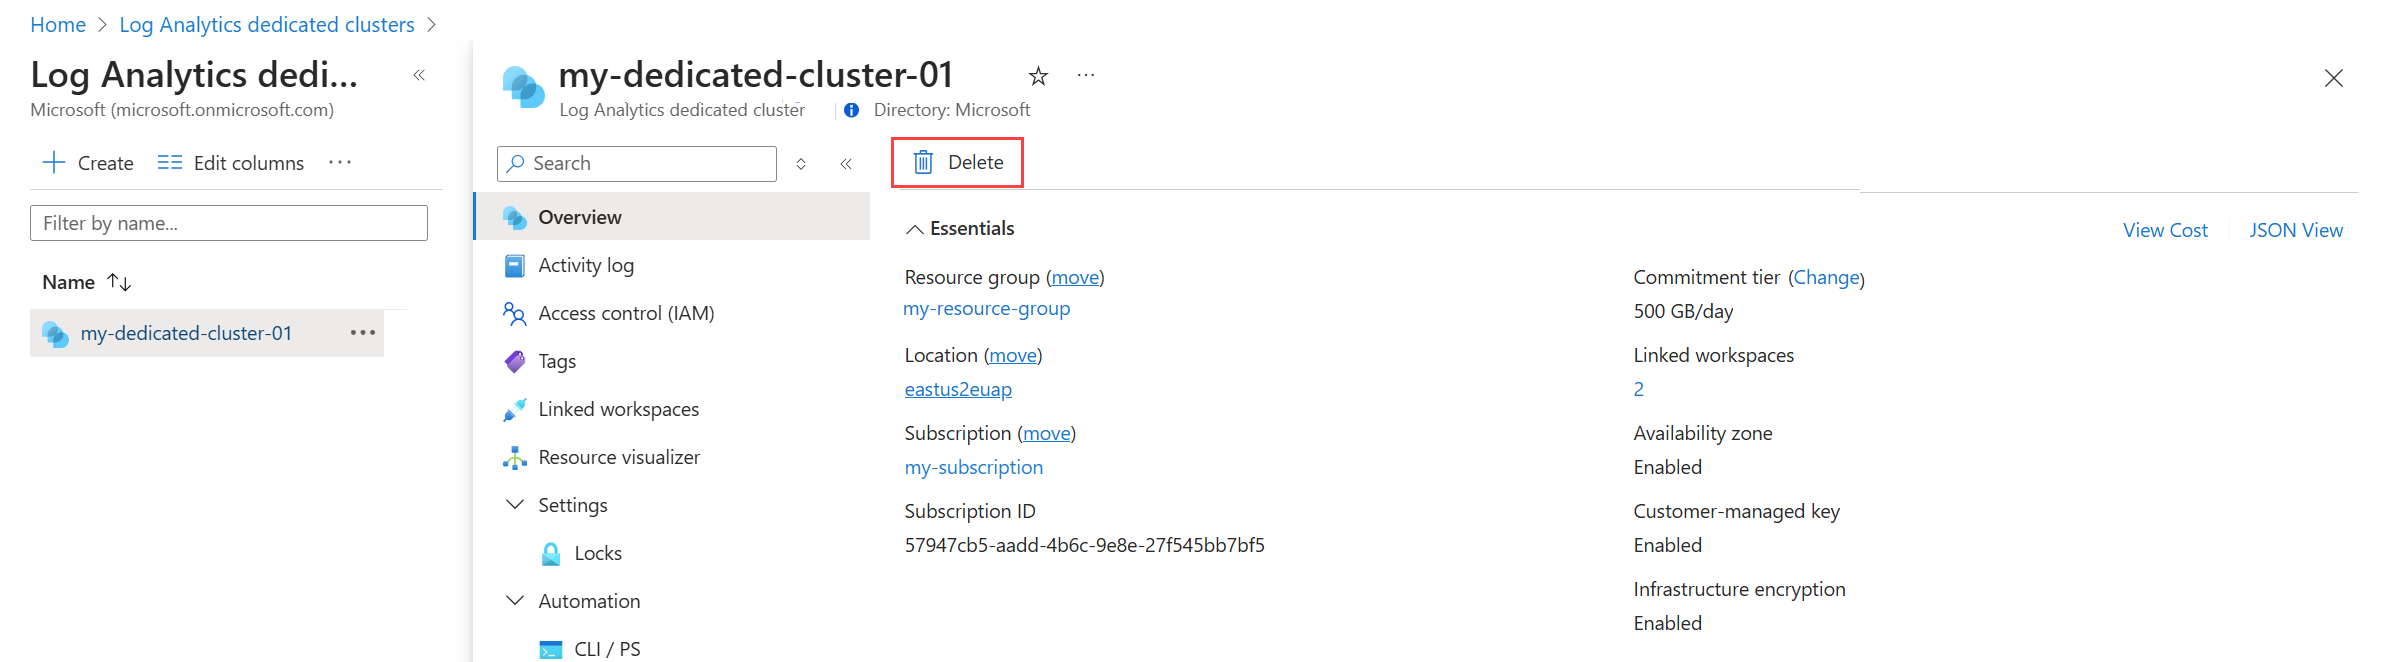 Home > Log Analytics dedicated clusters >
Log Analytics dedi... «
Microsoft (microsoft.onmicrosoft.com)
+ Create Edit columns ···
Filter by name...
Name ↑↓
my-dedicated-cluster-01 ···
my-dedicated-cluster-01 ☆ ···
Log Analytics dedicated cluster | Directory: Microsoft
Search «
Overview
Activity log
Access control (IAM)
Tags
Linked workspaces
Resource visualizer
Settings
Locks
Automation
CLI / PS
Delete
Essentials
View Cost JSON View
Resource group (move)
my-resource-group
Location (move)
eastus2euap
Subscription (move)
my-subscription
Subscription ID
57947cb5-aadd-4b6c-9e8e-27f545bb7bf5
Commitment tier (Change)
500 GB/day
Linked workspaces
2
Availability zone
Enabled
Customer-managed key
Enabled
Infrastructure encryption
Enabled